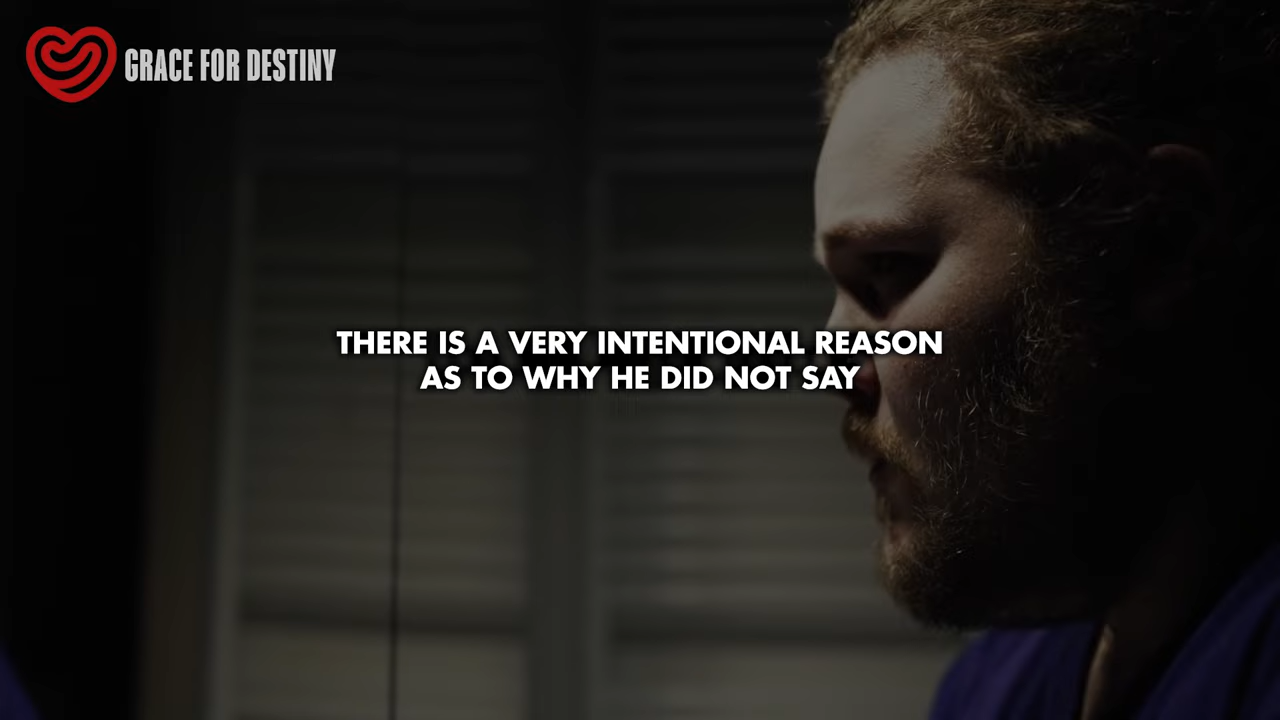 GRACE FOR DESTINY
THERE IS A VERY INTENTIONAL REASON
AS TO WHY HE DID NOT SAY